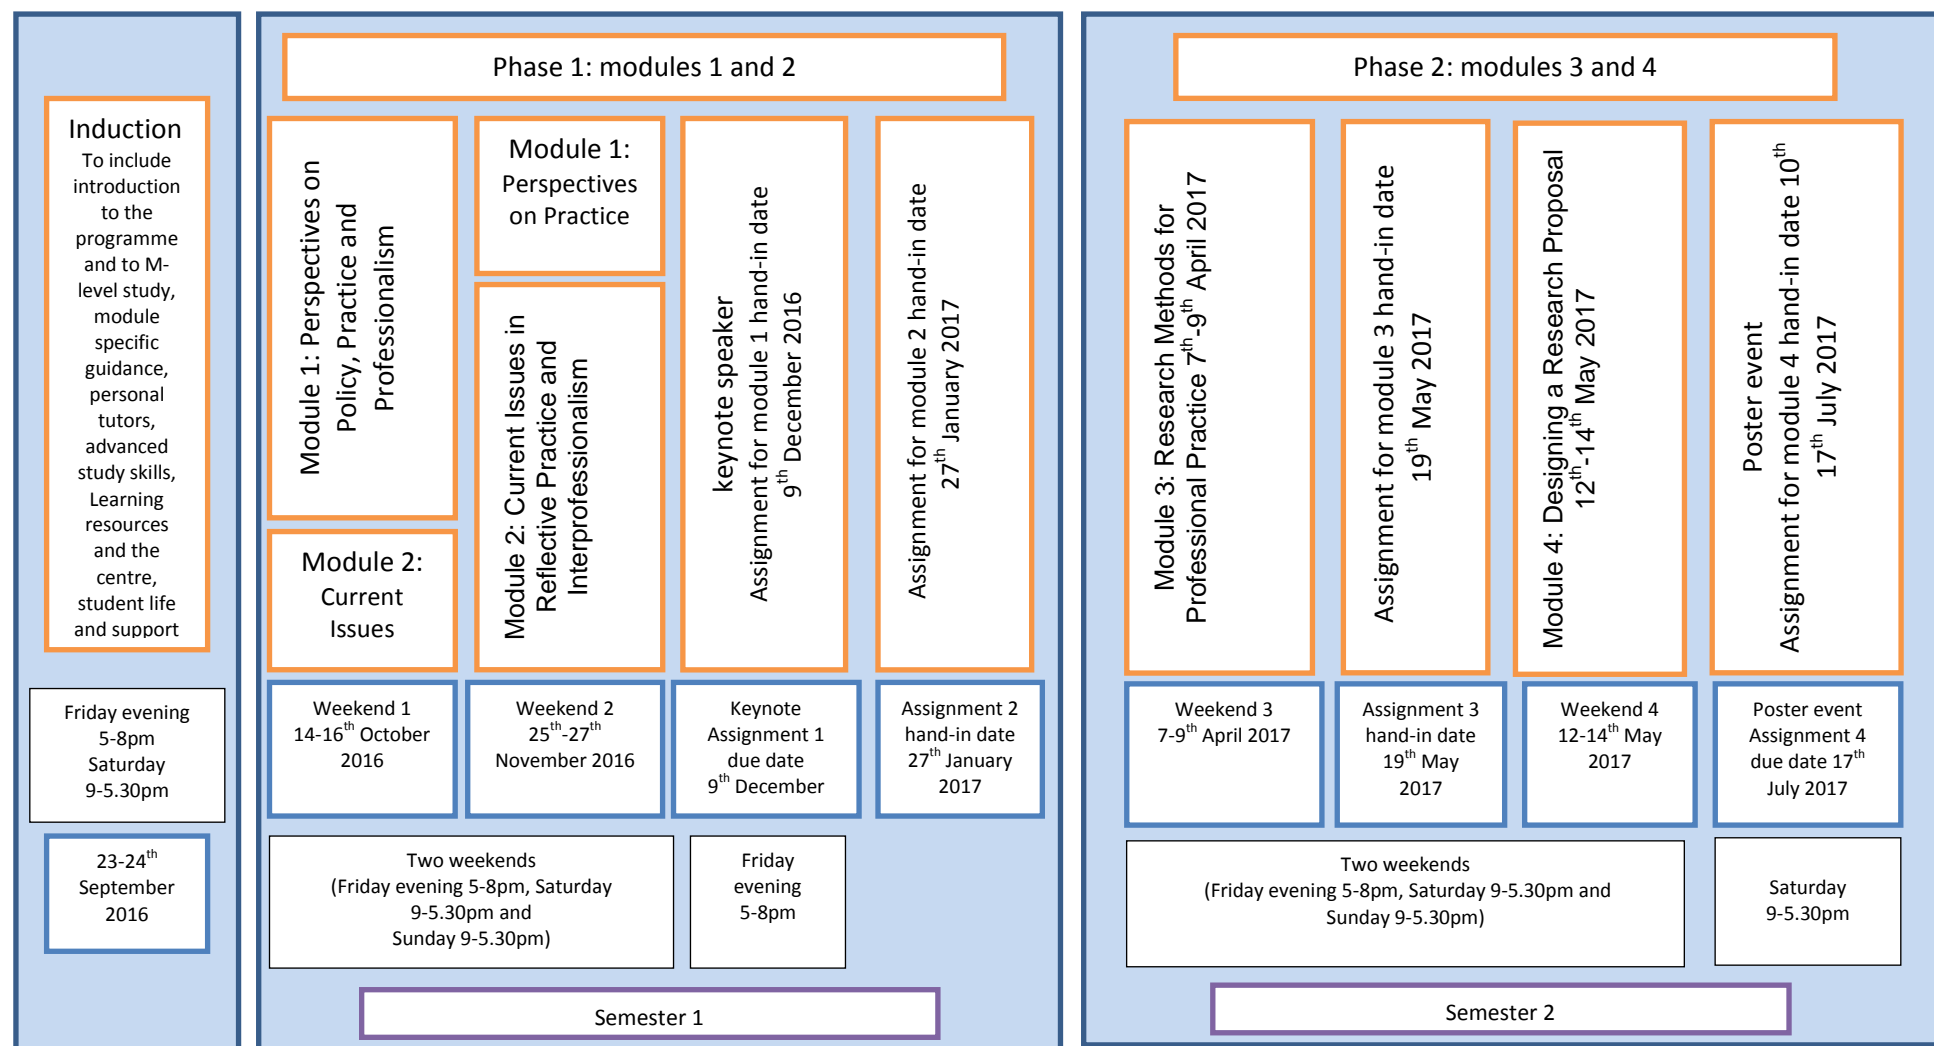 Induction
To include
introduction
to the
programme
and to M-
level study,
module
specific
guidance,
personal
tutors,
advanced
study skills,
Learning
resources
and the
centre,
student life
and support
Friday evening
5-8pm
Saturday
9-5.30pm
23-24th
September
2016
Phase 1: modules 1 and 2
Module 1: Perspectives on
Policy, Practice and
Professionalism
Module 2:
Current
Issues
Module 1:
Perspectives
on Practice
Module 2: Current Issues in
Reflective Practice and
Interprofessionalism
keynote speaker
Assignment for module 1 hand-in date
9th December 2016
Assignment for module 2 hand-in date
27th January 2017
Weekend 1
14-16th October
2016
Weekend 2
25th-27th
November 2016
Keynote
Assignment 1
due date
9th December
Assignment 2
hand-in date
27th January
2017
Two weekends
(Friday evening 5-8pm, Saturday
9-5.30pm and
Sunday 9-5.30pm)
Friday
evening
5-8pm
Semester 1
Phase 2: modules 3 and 4
Module 3: Research Methods for
Professional Practice 7th-9th April 2017
Assignment for module 3 hand-in date
19th May 2017
Module 4: Designing a Research Proposal
12th-14th May 2017
Poster event
Assignment for module 4 hand-in date 10th
17th July 2017
Weekend 3
7-9th April 2017
Assignment 3
hand-in date
19th May
2017
Weekend 4
12-14th May
2017
Poster event
Assignment 4
due date 17th
July 2017
Two weekends
(Friday evening 5-8pm, Saturday 9-5.30pm and
Sunday 9-5.30pm)
Saturday
9-5.30pm
Semester 2